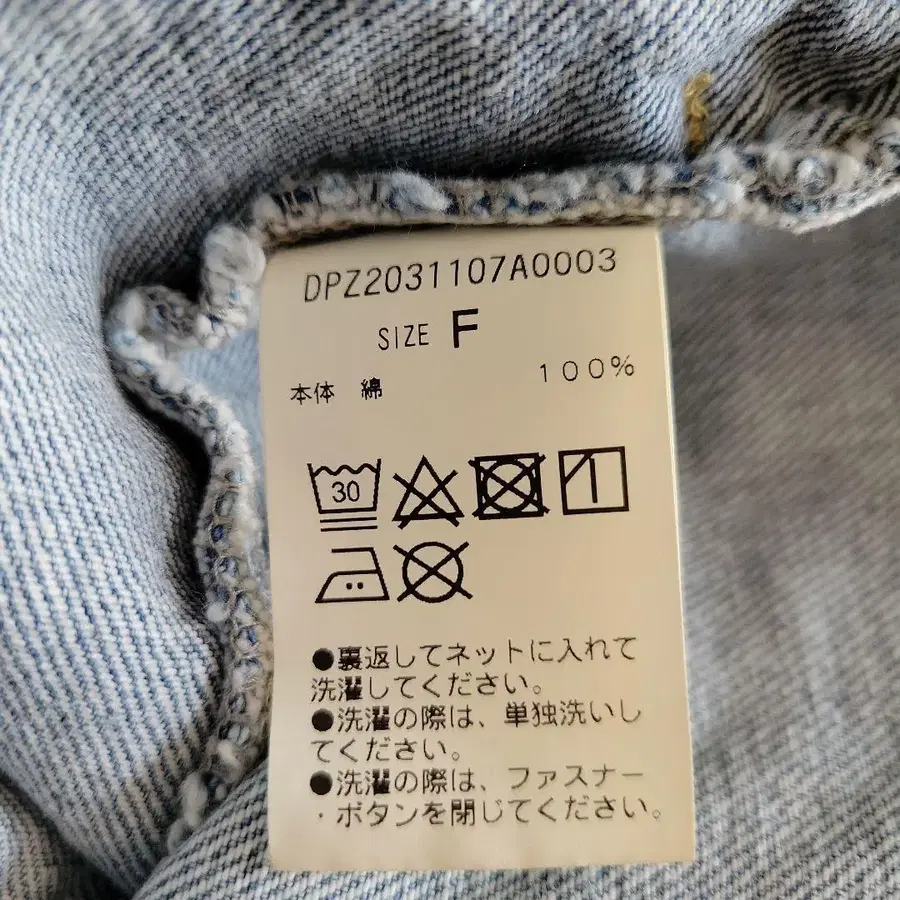 DPZ2031107A0003
SIZE F
本体 綿 100%
30
●裏返してネットに入れて
洗濯してください。
●洗濯の際は、単独洗いし
てください。
●洗濯の際は、ファスナー
・ボタンを閉じてください。